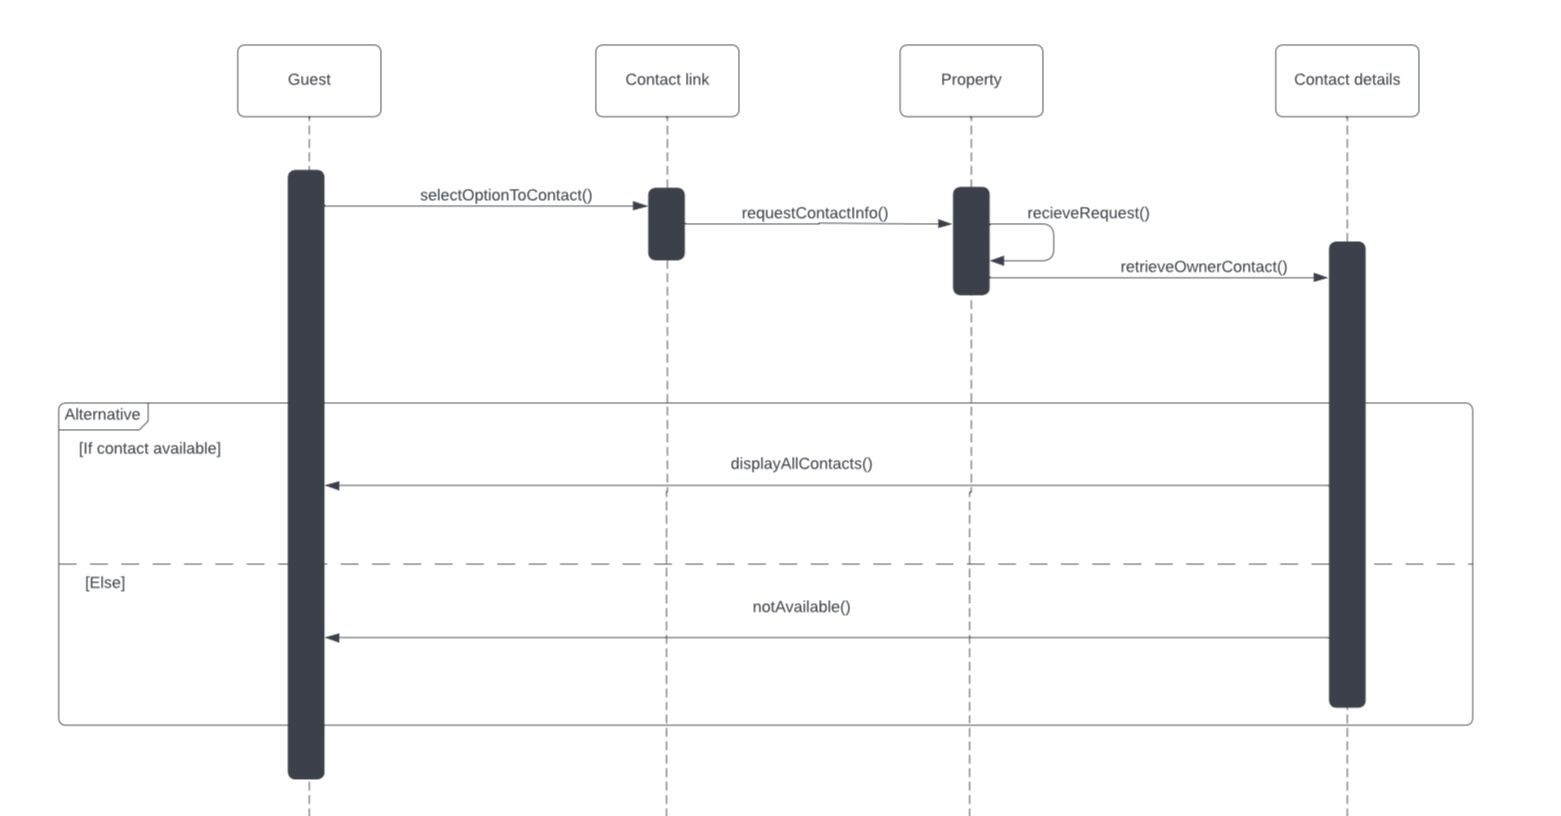 Guest
Contact link
Property
Contact details
selectOptionToContact()
requestContactInfo()
recieveRequest()
retrieveOwnerContact()
Alternative
[If contact available]
displayAllContacts()
[Else]
notAvailable()